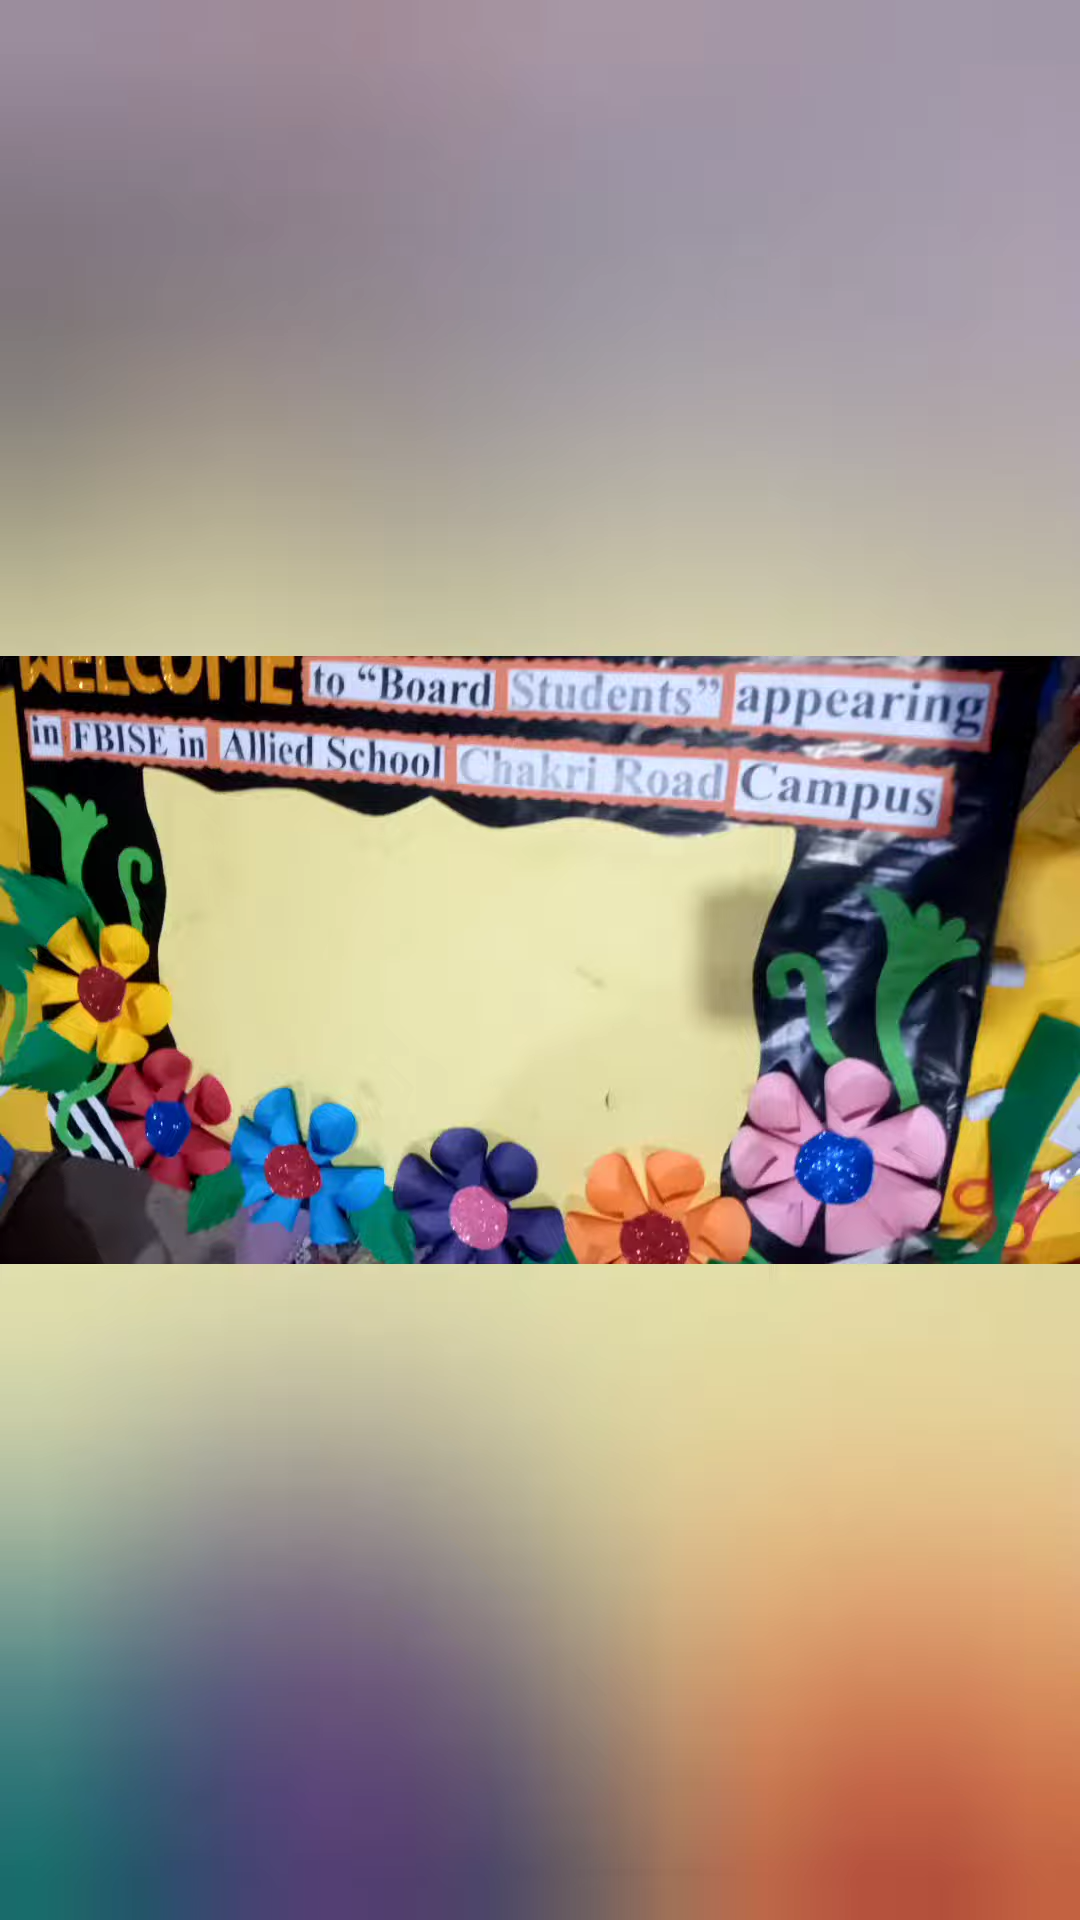 WELCOME to “Board Students” appearing
in FBISE in Allied School Chakri Road Campus